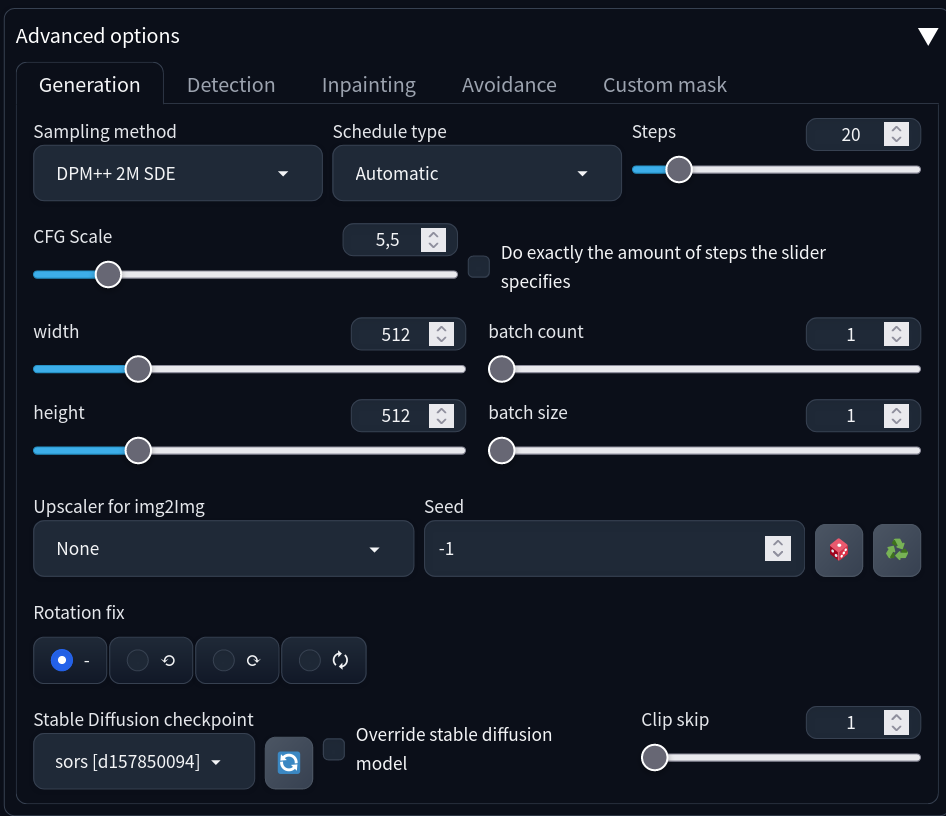 Advanced options
Generation Detection Inpainting Avoidance Custom mask
Sampling method Schedule type Steps 20
DPM++ 2M SDE Automatic
CFG Scale 5,5
Do exactly the amount of steps the slider
specifies
width 512 batch count 1
height 512 batch size 1
Upscaler for img2Img Seed
None -1
Rotation fix
-
Stable Diffusion checkpoint
Override stable diffusion
model
Clip skip 1
sors [d157850094]